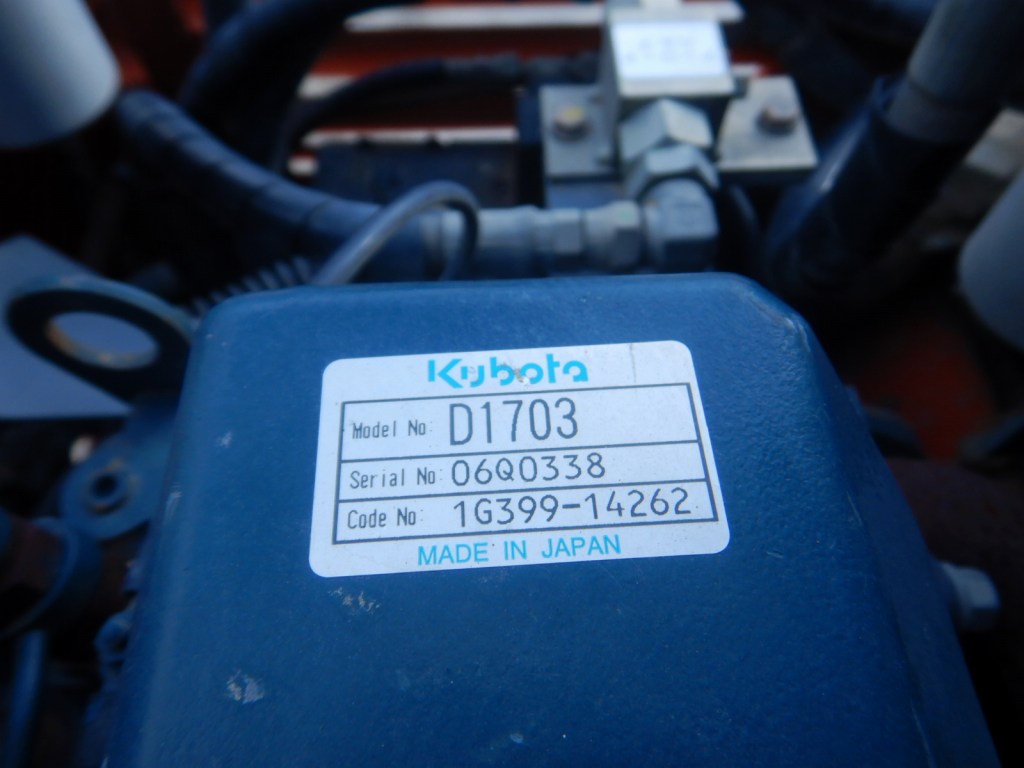 Kubota
Model No: D1703
Serial No: 06Q0338
Code No: 1G399-14262
MADE IN JAPAN